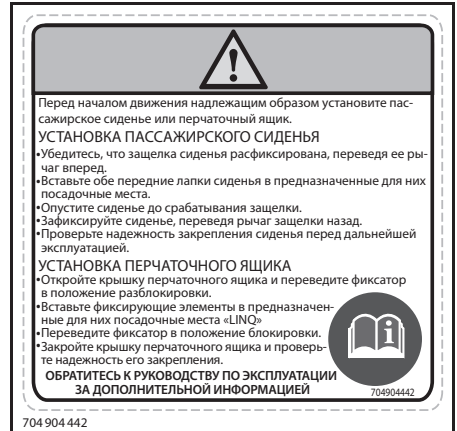 Перед началом движения надлежащим образом установите пас-
сажирское сиденье или перчаточный ящик.
УСТАНОВКА ПАССАЖИРСКОГО СИДЕНЬЯ
•Убедитесь, что защелка сиденья расфиксирована, переведя ее ры-
чаг вперед.
•Вставьте обе передние лапки сиденья в предназначенные для них
посадочные места.
•Опустите сиденье до срабатывания защелки.
•Зафиксируйте сиденье, переведя рычаг защелки назад.
•Проверьте надежность закрепления сиденья перед дальнейшей
эксплуатацией.
УСТАНОВКА ПЕРЧАТОЧНОГО ЯЩИКА
•Откройте крышку перчаточного ящика и переведите фиксатор
в положение разблокировки.
•Вставьте фиксирующие элементы в предназначен-
ные для них посадочные места «LINQ»
•Переведите фиксатор в положение блокировки.
•Закройте крышку перчаточного ящика и проверь-
те надежность его закрепления.
ОБРАТИТЕСЬ К РУКОВОДСТВУ ПО ЭКСПЛУАТАЦИИ
ЗА ДОПОЛНИТЕЛЬНОЙ ИНФОРМАЦИЕЙ
704904442
704 904 442